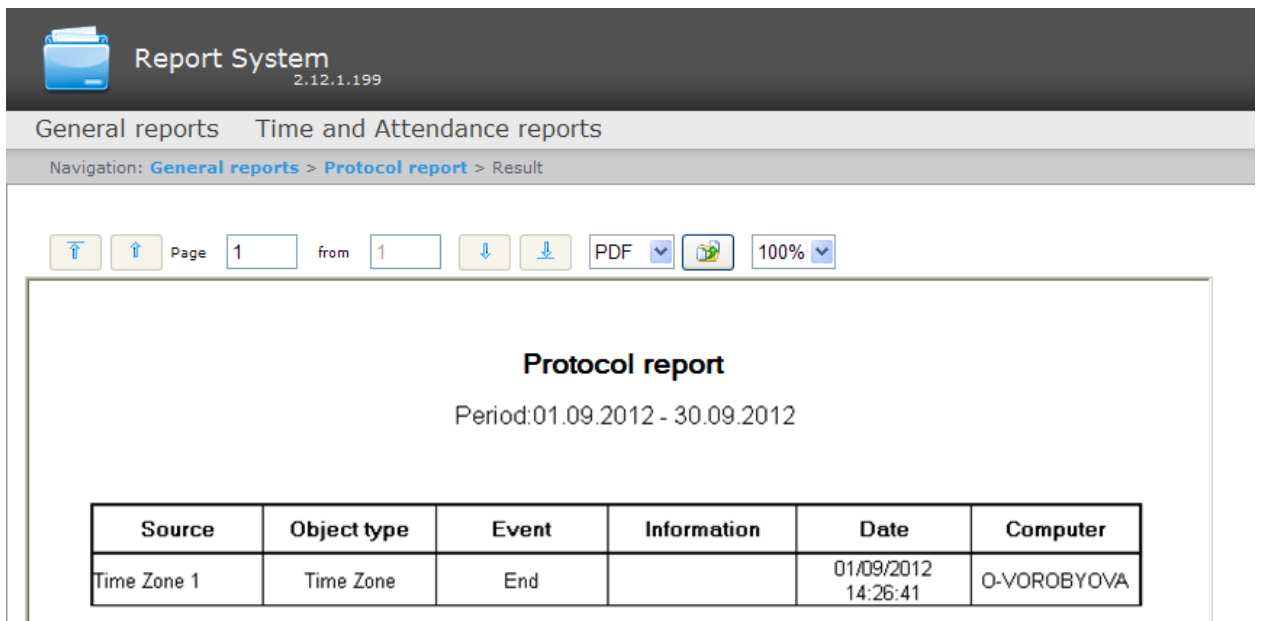 Report System
2.12.1.199
General reports Time and Attendance reports
Navigation: General reports > Protocol report > Result
Page 1 from 1 PDF 100%
Protocol report
Period:01.09.2012 - 30.09.2012
Source Object type Event Information Date Computer
Time Zone 1 Time Zone End 01/09/2012 14:26:41 O-VOROBYOVA